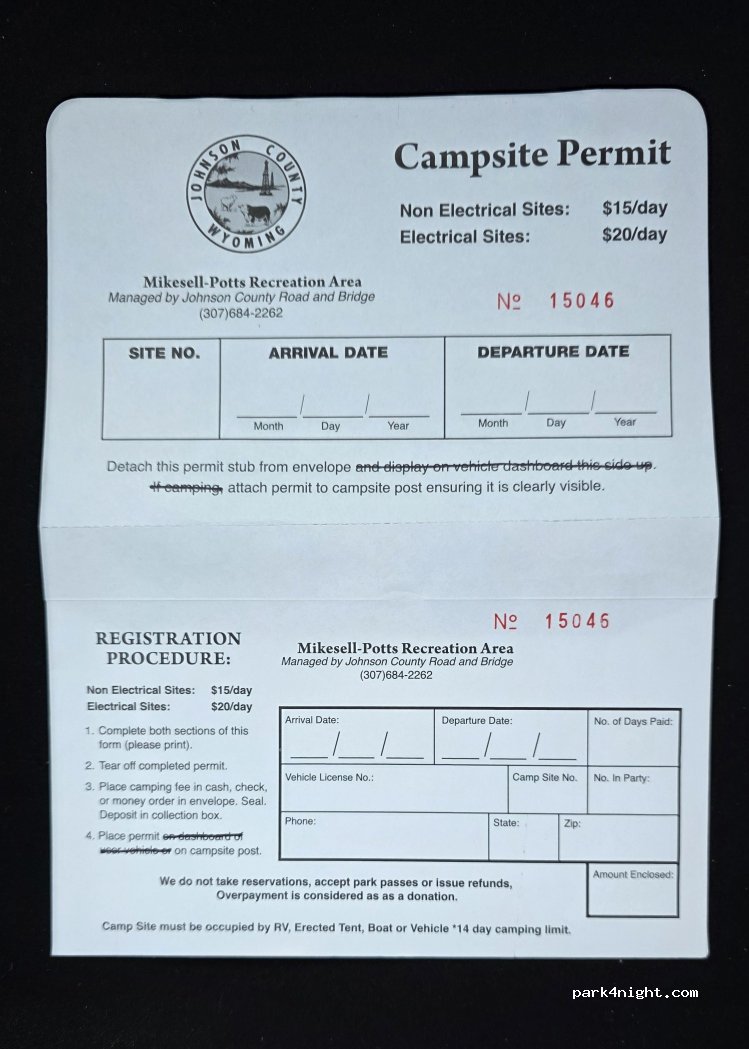 JOHNSON COUNTY
WYOMING
Campsite Permit
Non Electrical Sites: $15/day
Electrical Sites: $20/day
Mikesell-Potts Recreation Area
Managed by Johnson County Road and Bridge
(307)684-2262
Nº 15046
SITE NO.
ARRIVAL DATE
DEPARTURE DATE
/ /
/ /
Month Day Year
Month Day Year
Detach this permit stub from envelope and display on vehicle dashboard this side up.
If camping, attach permit to campsite post ensuring it is clearly visible.
Nº 15046
REGISTRATION
PROCEDURE:
Non Electrical Sites: $15/day
Electrical Sites: $20/day
1. Complete both sections of this
form (please print).
2. Tear off completed permit.
3. Place camping fee in cash, check,
or money order in envelope. Seal.
Deposit in collection box.
4. Place permit on dashboard of
user vehicle or on campsite post.
Mikesell-Potts Recreation Area
Managed by Johnson County Road and Bridge
(307)684-2262
Arrival Date:
/ /
Departure Date:
/ /
No. of Days Paid:
Vehicle License No.:
Camp Site No.
No. In Party:
Phone:
State:
Zip:
Amount Enclosed:
We do not take reservations, accept park passes or issue refunds,
Overpayment is considered as as a donation.
Camp Site must be occupied by RV, Erected Tent, Boat or Vehicle *14 day camping limit.
park4night.com